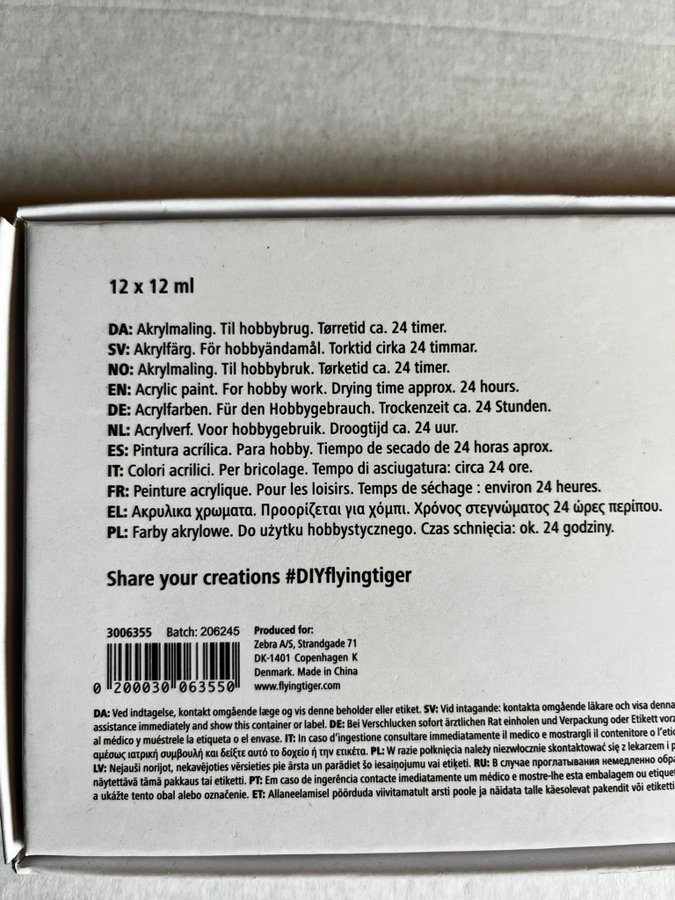 12 x 12 ml
DA: Akrylmaling. Til hobbybrug. Tørretid ca. 24 timer.
SV: Akrylfärg. För hobbyändamål. Torktid cirka 24 timmar.
NO: Akrylmaling. Til hobbybruk. Tørketid ca. 24 timer.
EN: Acrylic paint. For hobby work. Drying time approx. 24 hours.
DE: Acrylfarben. Für den Hobbygebrauch. Trockenzeit ca. 24 Stunden.
NL: Acrylverf. Voor hobbygebruik. Droogtijd ca. 24 uur.
ES: Pintura acrílica. Para hobby. Tiempo de secado de 24 horas aprox.
IT: Colori acrilici. Per bricolage. Tempo di asciugatura: circa 24 ore.
FR: Peinture acrylique. Pour les loisirs. Temps de séchage : environ 24 heures.
EL: Ακρυλικα χρωματα. Προορίζεται για χόμπι. Χρόνος στεγνώματος 24 ώρες περίπου.
PL: Farby akrylowe. Do użytku hobbystycznego. Czas schnięcia: ok. 24 godziny.
Share your creations #DIYflyingtiger
3006355 Batch: 206245
0 200030 063550
Produced for:
Zebra A/S, Strandgade 71
DK-1401 Copenhagen K
Denmark. Made in China
www.flyingtiger.com
DA: Ved indtagelse, kontakt omgående læge og vis denne beholder eller etiket. SV: Vid intagande: kontakta omgående läkare och visa denna
assistance immediately and show this container or label. DE: Bei Verschlucken sofort ärztlichen Rat einholen und Verpackung oder Etikett
al médico y muéstrele la etiqueta o el envase. IT: In caso d'ingestione consultare immediatamente il medico e mostrargli il contenitore o
αμέσως ιατρική συμβουλή και δείξτε αυτό το δοχείο ή την ετικέτα. PL: W razie połknięcia należy niezwłocznie skontaktować się z lekarzem i
LV: Nejauši norijot, nekavējoties vērsieties pie ārsta un parādiet šo iesaiņojumu vai etiķeti. RU: В случае проглатывания немедленно
näytettävä tämä pakkaus tai etiketti. PT: Em caso de ingerência contacte imediatamente um médico e mostre-lhe esta embalagem ou
a ukážte tento obal alebo označenie. ET: Allaneelamisel pöörduda viivitamatult arsti poole ja näidata talle käesolevat pakendit või